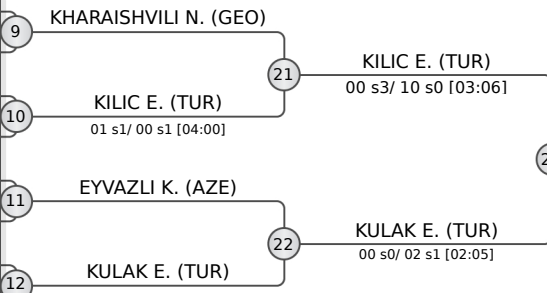 KHARAISHVILI N. (GEO)
9
21
KILIC E. (TUR)
00 s3/ 10 s0 [03:06]
KILIC E. (TUR)
10
01 s1/ 00 s1 [04:00]
EYVAZLI K. (AZE)
11
22
KULAK E. (TUR)
00 s0/ 02 s1 [02:05]
KULAK E. (TUR)
12